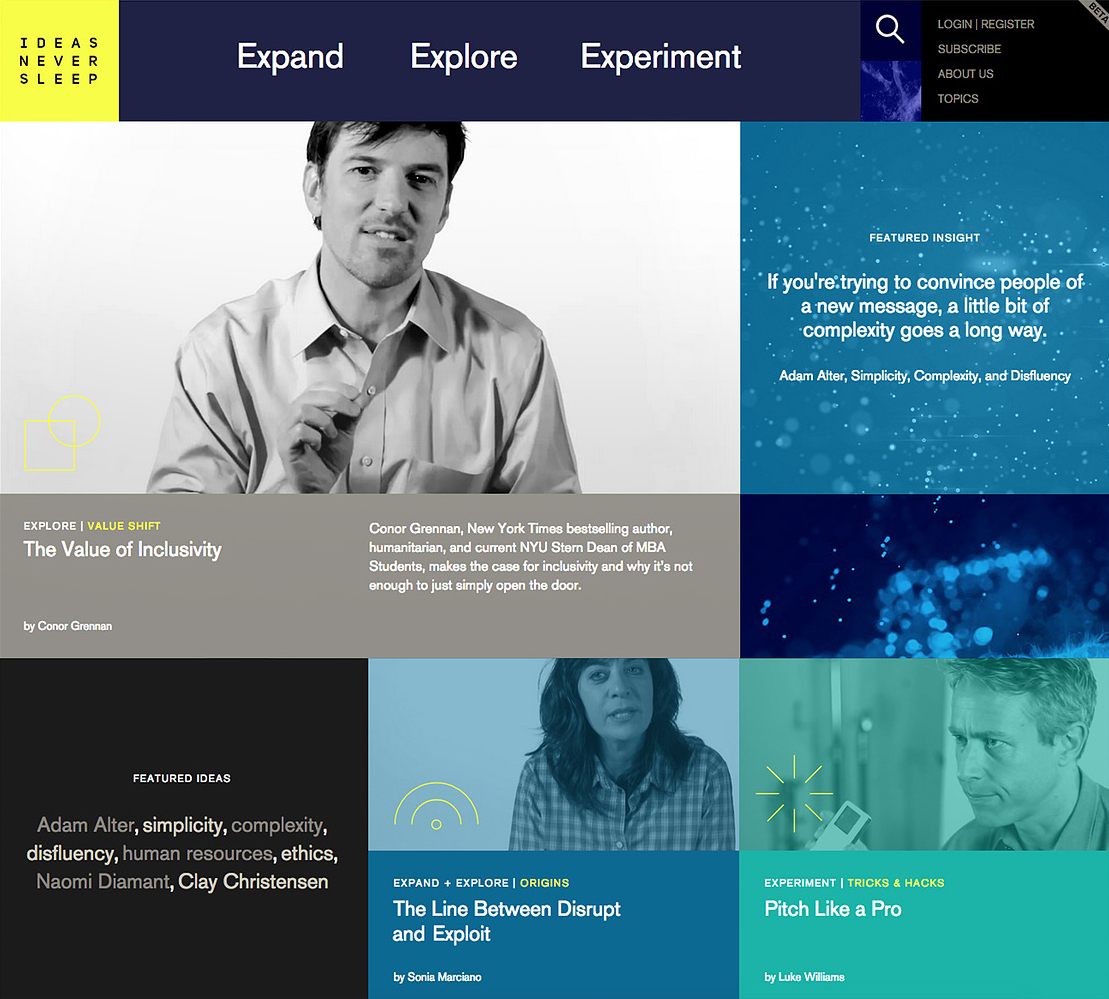 IDEAS
NEVER
SLEEP
Expand
Explore
Experiment
LOGIN | REGISTER
SUBSCRIBE
ABOUT US
TOPICS
BETA
FEATURED INSIGHT
If you're trying to convince people of
a new message, a little bit of
complexity goes a long way.
Adam Alter, Simplicity, Complexity, and Disfluency
EXPLORE | VALUE SHIFT
The Value of Inclusivity
by Conor Grennan
Conor Grennan, New York Times bestselling author,
humanitarian, and current NYU Stern Dean of MBA
Students, makes the case for inclusivity and why it's not
enough to just simply open the door.
FEATURED IDEAS
Adam Alter, simplicity, complexity,
disfluency, human resources, ethics,
Naomi Diamant, Clay Christensen
EXPAND + EXPLORE | ORIGINS
The Line Between Disrupt
and Exploit
by Sonia Marciano
EXPERIMENT | TRICKS & HACKS
Pitch Like a Pro
by Luke Williams